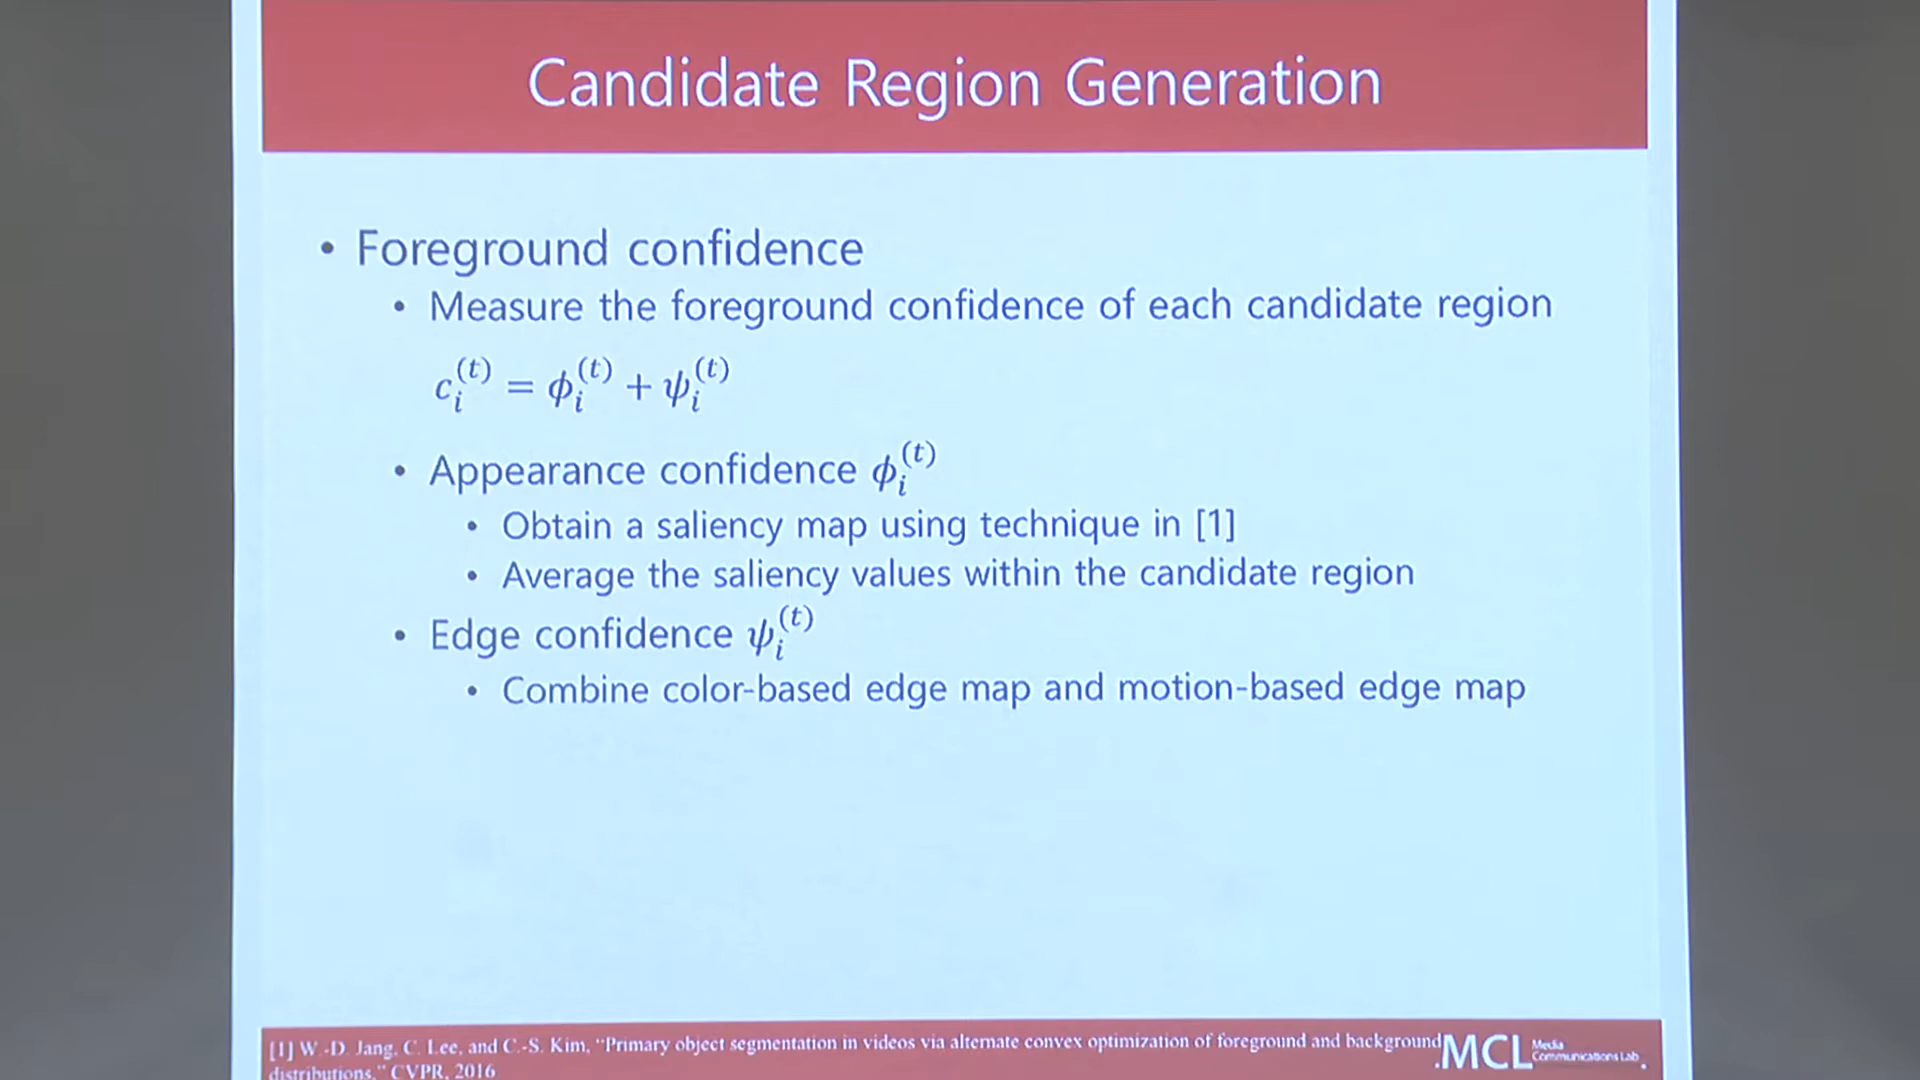 Candidate Region Generation
• Foreground confidence
• Measure the foreground confidence of each candidate region
c_i^(t) = ϕ_i^(t) + ψ_i^(t)
• Appearance confidence ϕ_i^(t)
• Obtain a saliency map using technique in [1]
• Average the saliency values within the candidate region
• Edge confidence ψ_i^(t)
• Combine color-based edge map and motion-based edge map
[1] W.-D. Jang, C. Lee, and C.-S. Kim, "Primary object segmentation in videos via alternate convex optimization of foreground and background
distributions," CVPR, 2016
MCL Media
Communications Lab